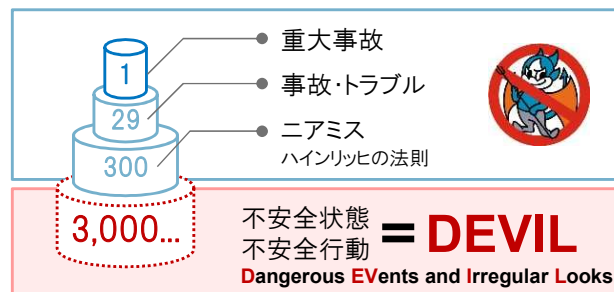 1
重大事故
29
事故・トラブル
300
ニアミス
ハインリッヒの法則
3,000...
不安全状態
不安全行動
= DEVIL
Dangerous EVents and Irregular Looks